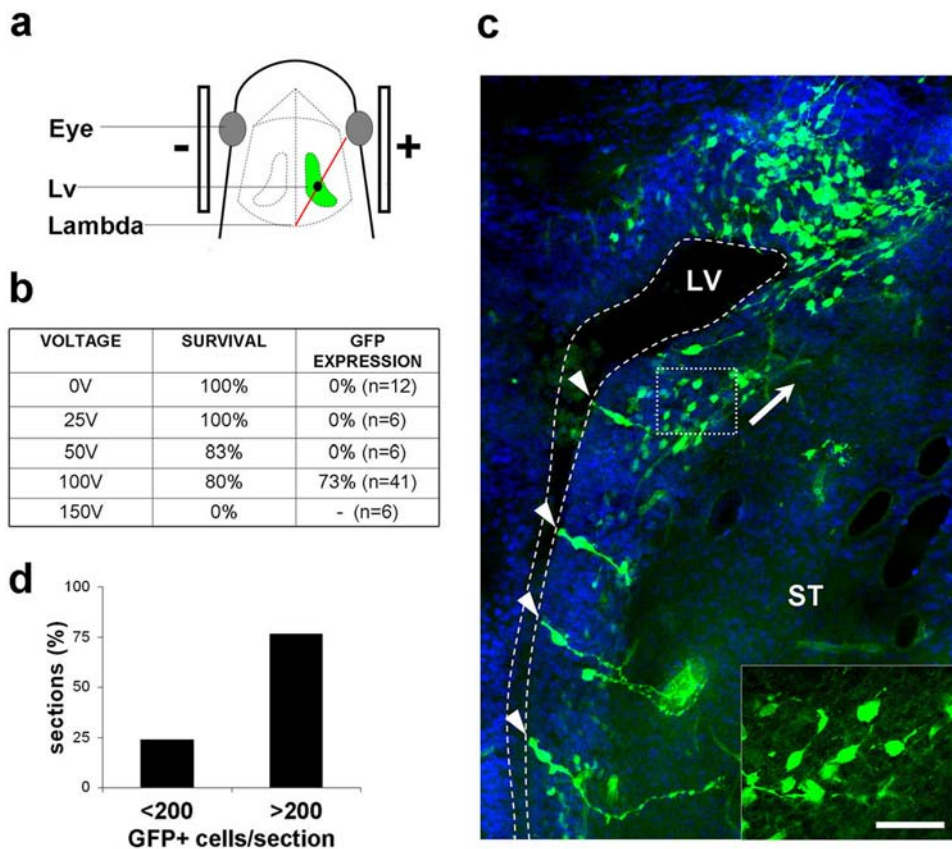 a
Eye
- +
Lv
Lambda
b
VOLTAGE SURVIVAL GFP EXPRESSION
0V 100% 0% (n=12)
25V 100% 0% (n=6)
50V 83% 0% (n=6)
100V 80% 73% (n=41)
150V 0% - (n=6)
c
LV
ST
d
100
75
50
25
0
sections (%)
<200 >200
GFP+ cells/section